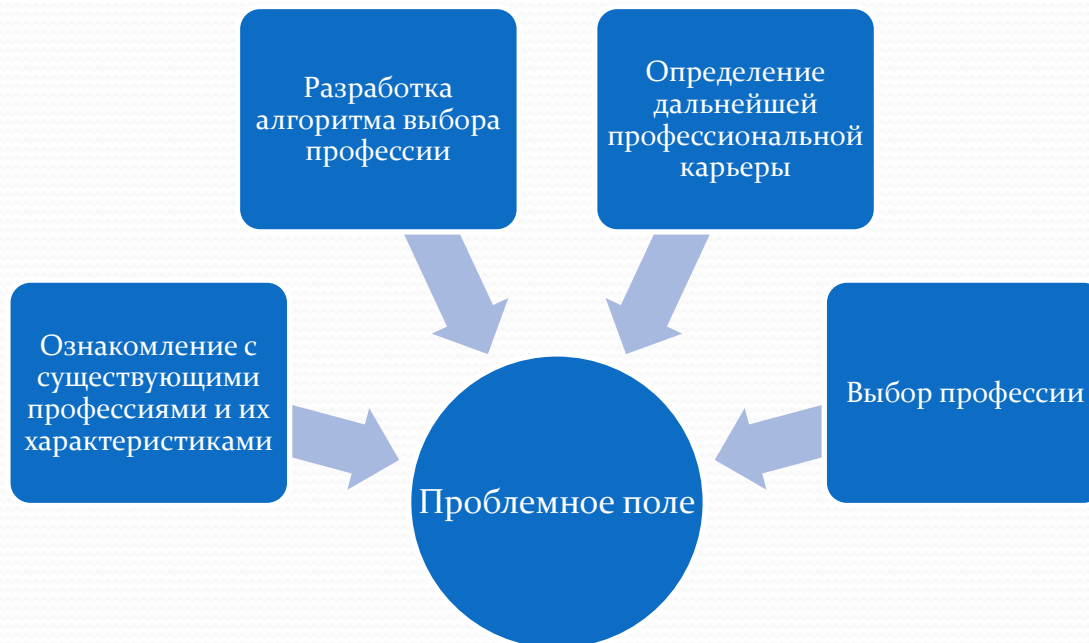 Разработка
алгоритма выбора
профессии
Определение
дальнейшей
профессиональной
карьеры
Ознакомление с
существующими
профессиями и их
характеристиками
Выбор профессии
Проблемное поле